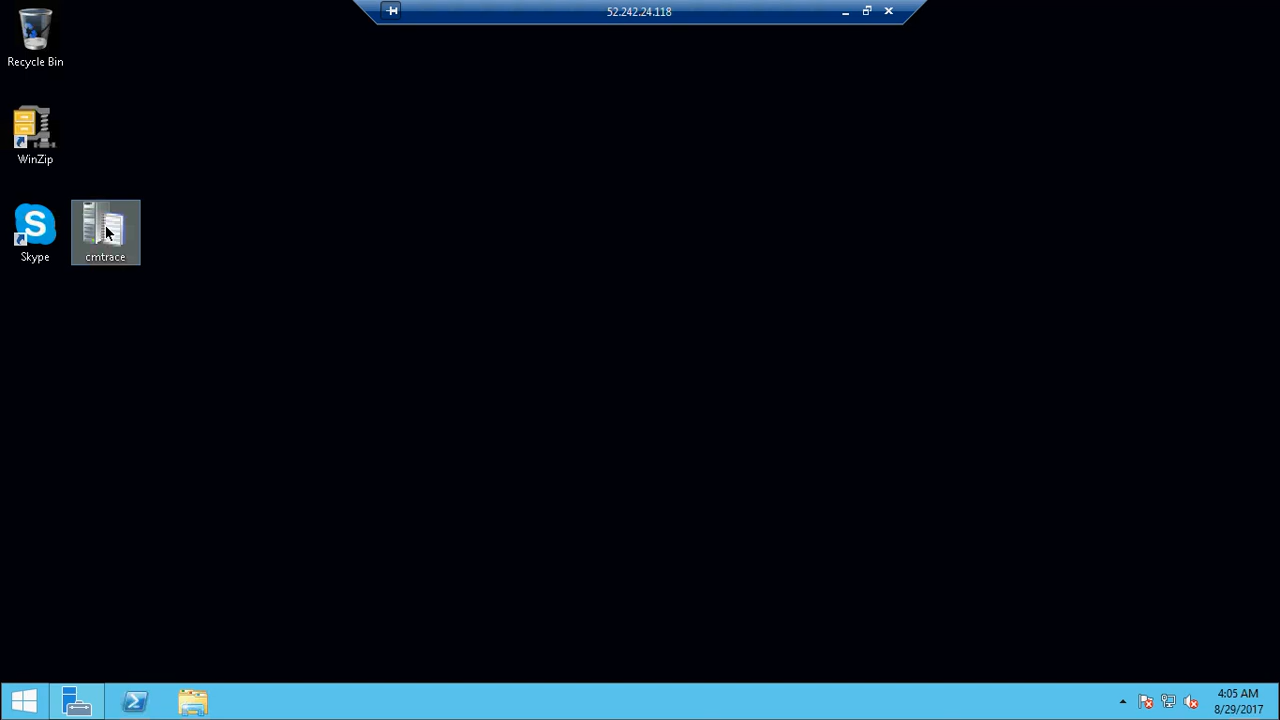 52.242.24.118
Recycle Bin
WinZip
Skype
cmtrace
4:05 AM
8/29/2017